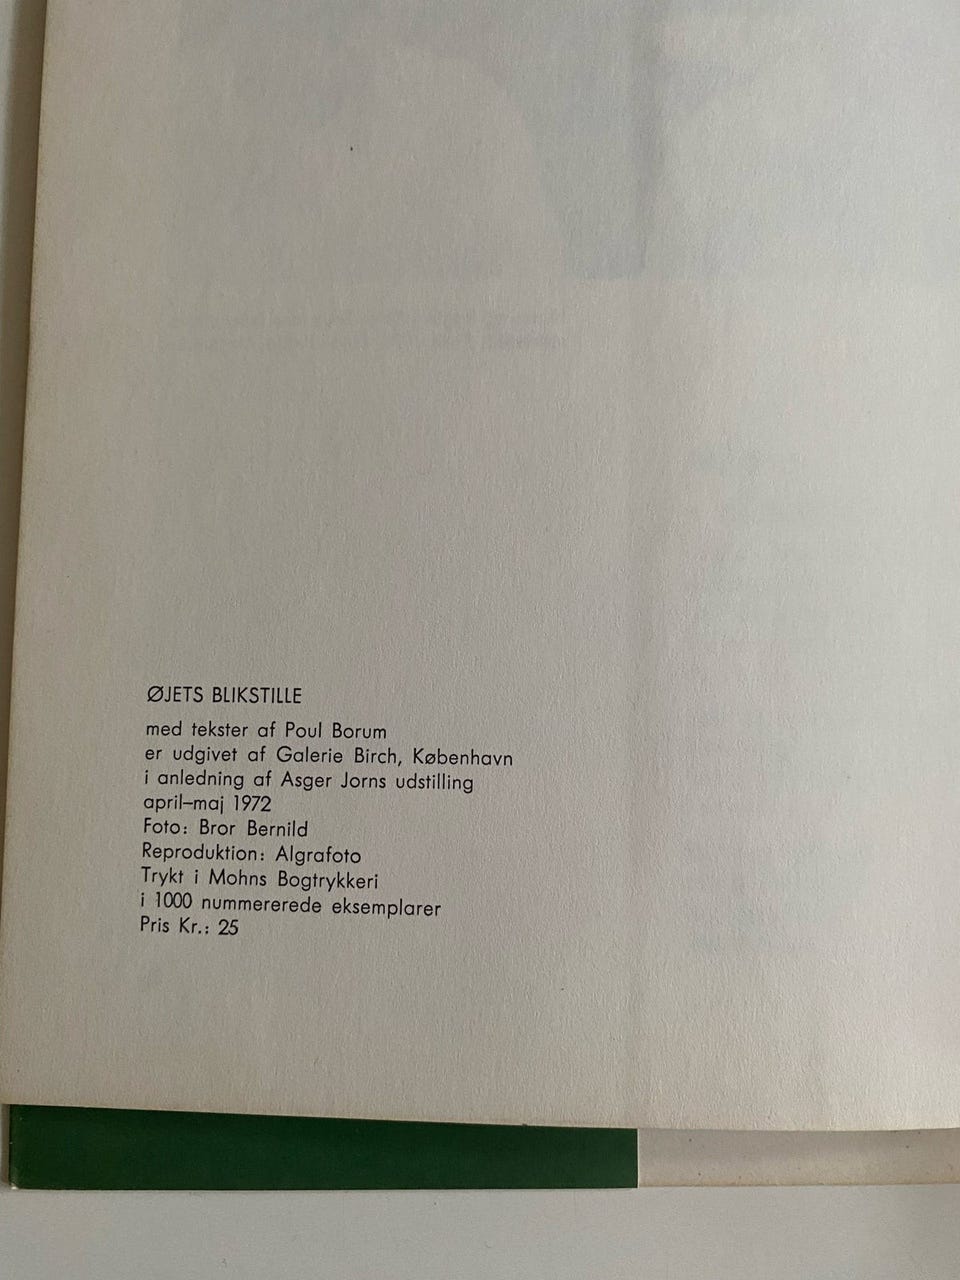 ØJETS BLIKSTILLE
med tekster af Poul Borum
er udgivet af Galerie Birch, København
i anledning af Asger Jorns udstilling
april–maj 1972
Foto: Bror Bernild
Reproduktion: Algrafoto
Trykt i Mohns Bogtrykkeri
i 1000 nummererede eksemplarer
Pris Kr.: 25